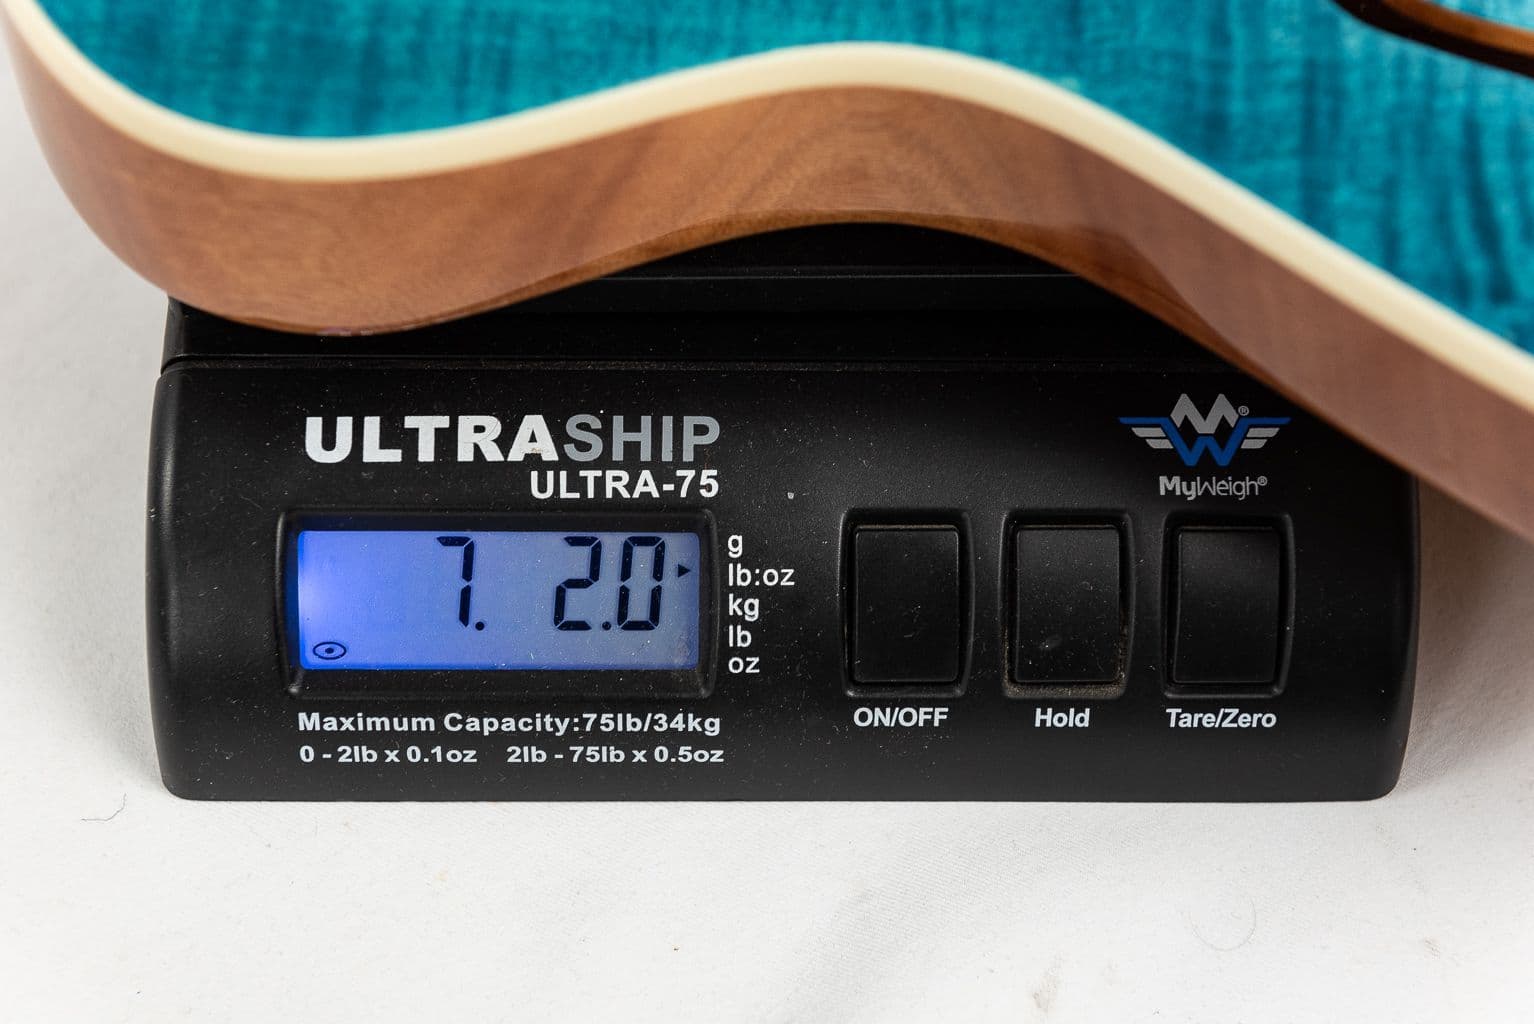 ULTRASHIP
ULTRA-75
MyWeigh®
7. 2.0
g
lb:oz
kg
lb
oz
Maximum Capacity:75lb/34kg
0 - 2lb x 0.1oz 2lb - 75lb x 0.5oz
ON/OFF
Hold
Tare/Zero